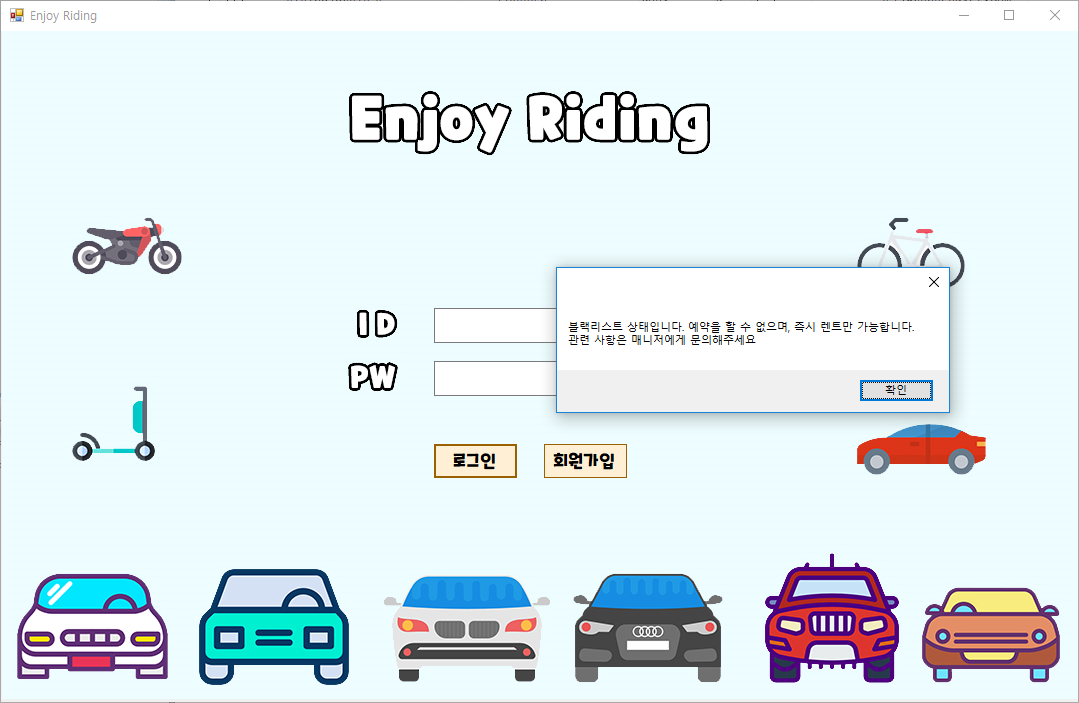 Enjoy Riding
Enjoy Riding
블랙리스트 상태입니다. 예약을 할 수 없으며, 즉시 렌트만 가능합니다.
관련 사항은 매니저에게 문의해주세요
ID
PW
확인
로그인
회원가입